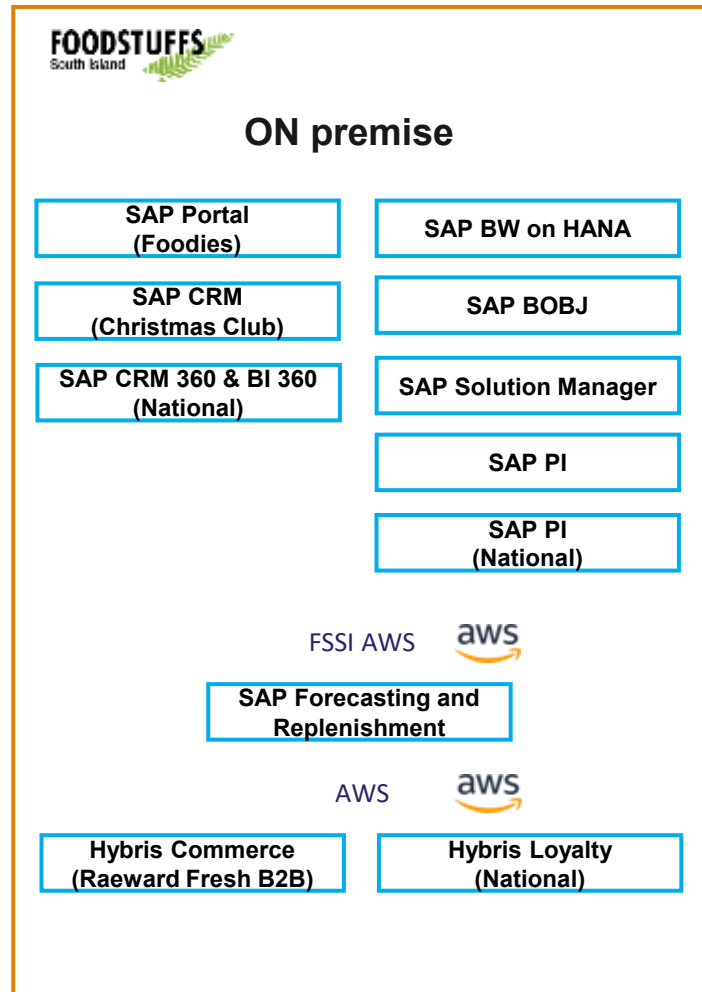 FOODSTUFFS
South Island
ON premise
SAP Portal
(Foodies)
SAP BW on HANA
SAP CRM
(Christmas Club)
SAP BOBJ
SAP CRM 360 & BI 360
(National)
SAP Solution Manager
SAP PI
SAP PI
(National)
FSSI AWS
aws
SAP Forecasting and
Replenishment
AWS
aws
Hybris Commerce
(Raeward Fresh B2B)
Hybris Loyalty
(National)